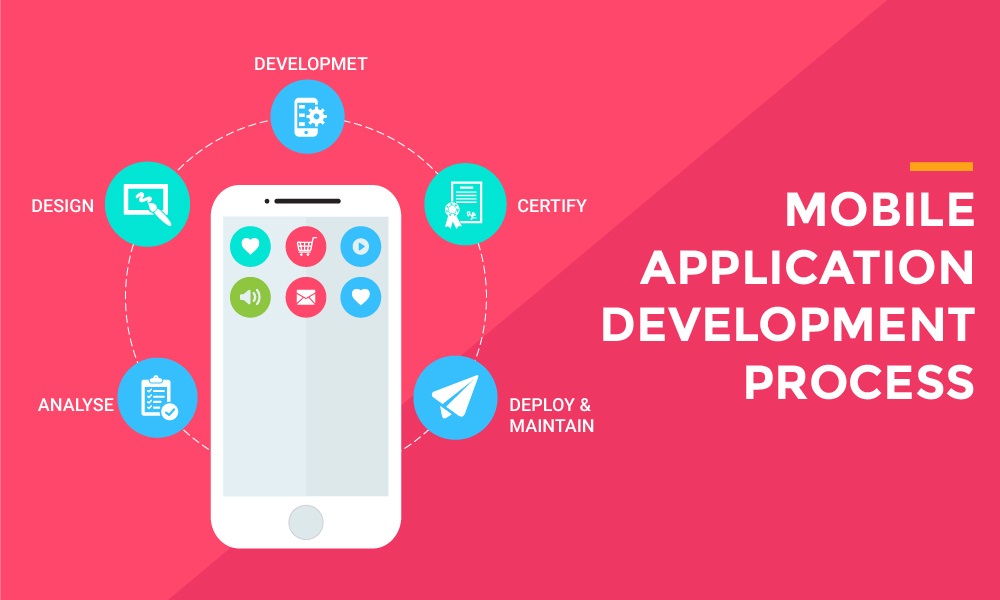 DEVELOPMET
DESIGN
CERTIFY
ANALYSE
DEPLOY &
MAINTAIN
MOBILE
APPLICATION
DEVELOPMENT
PROCESS